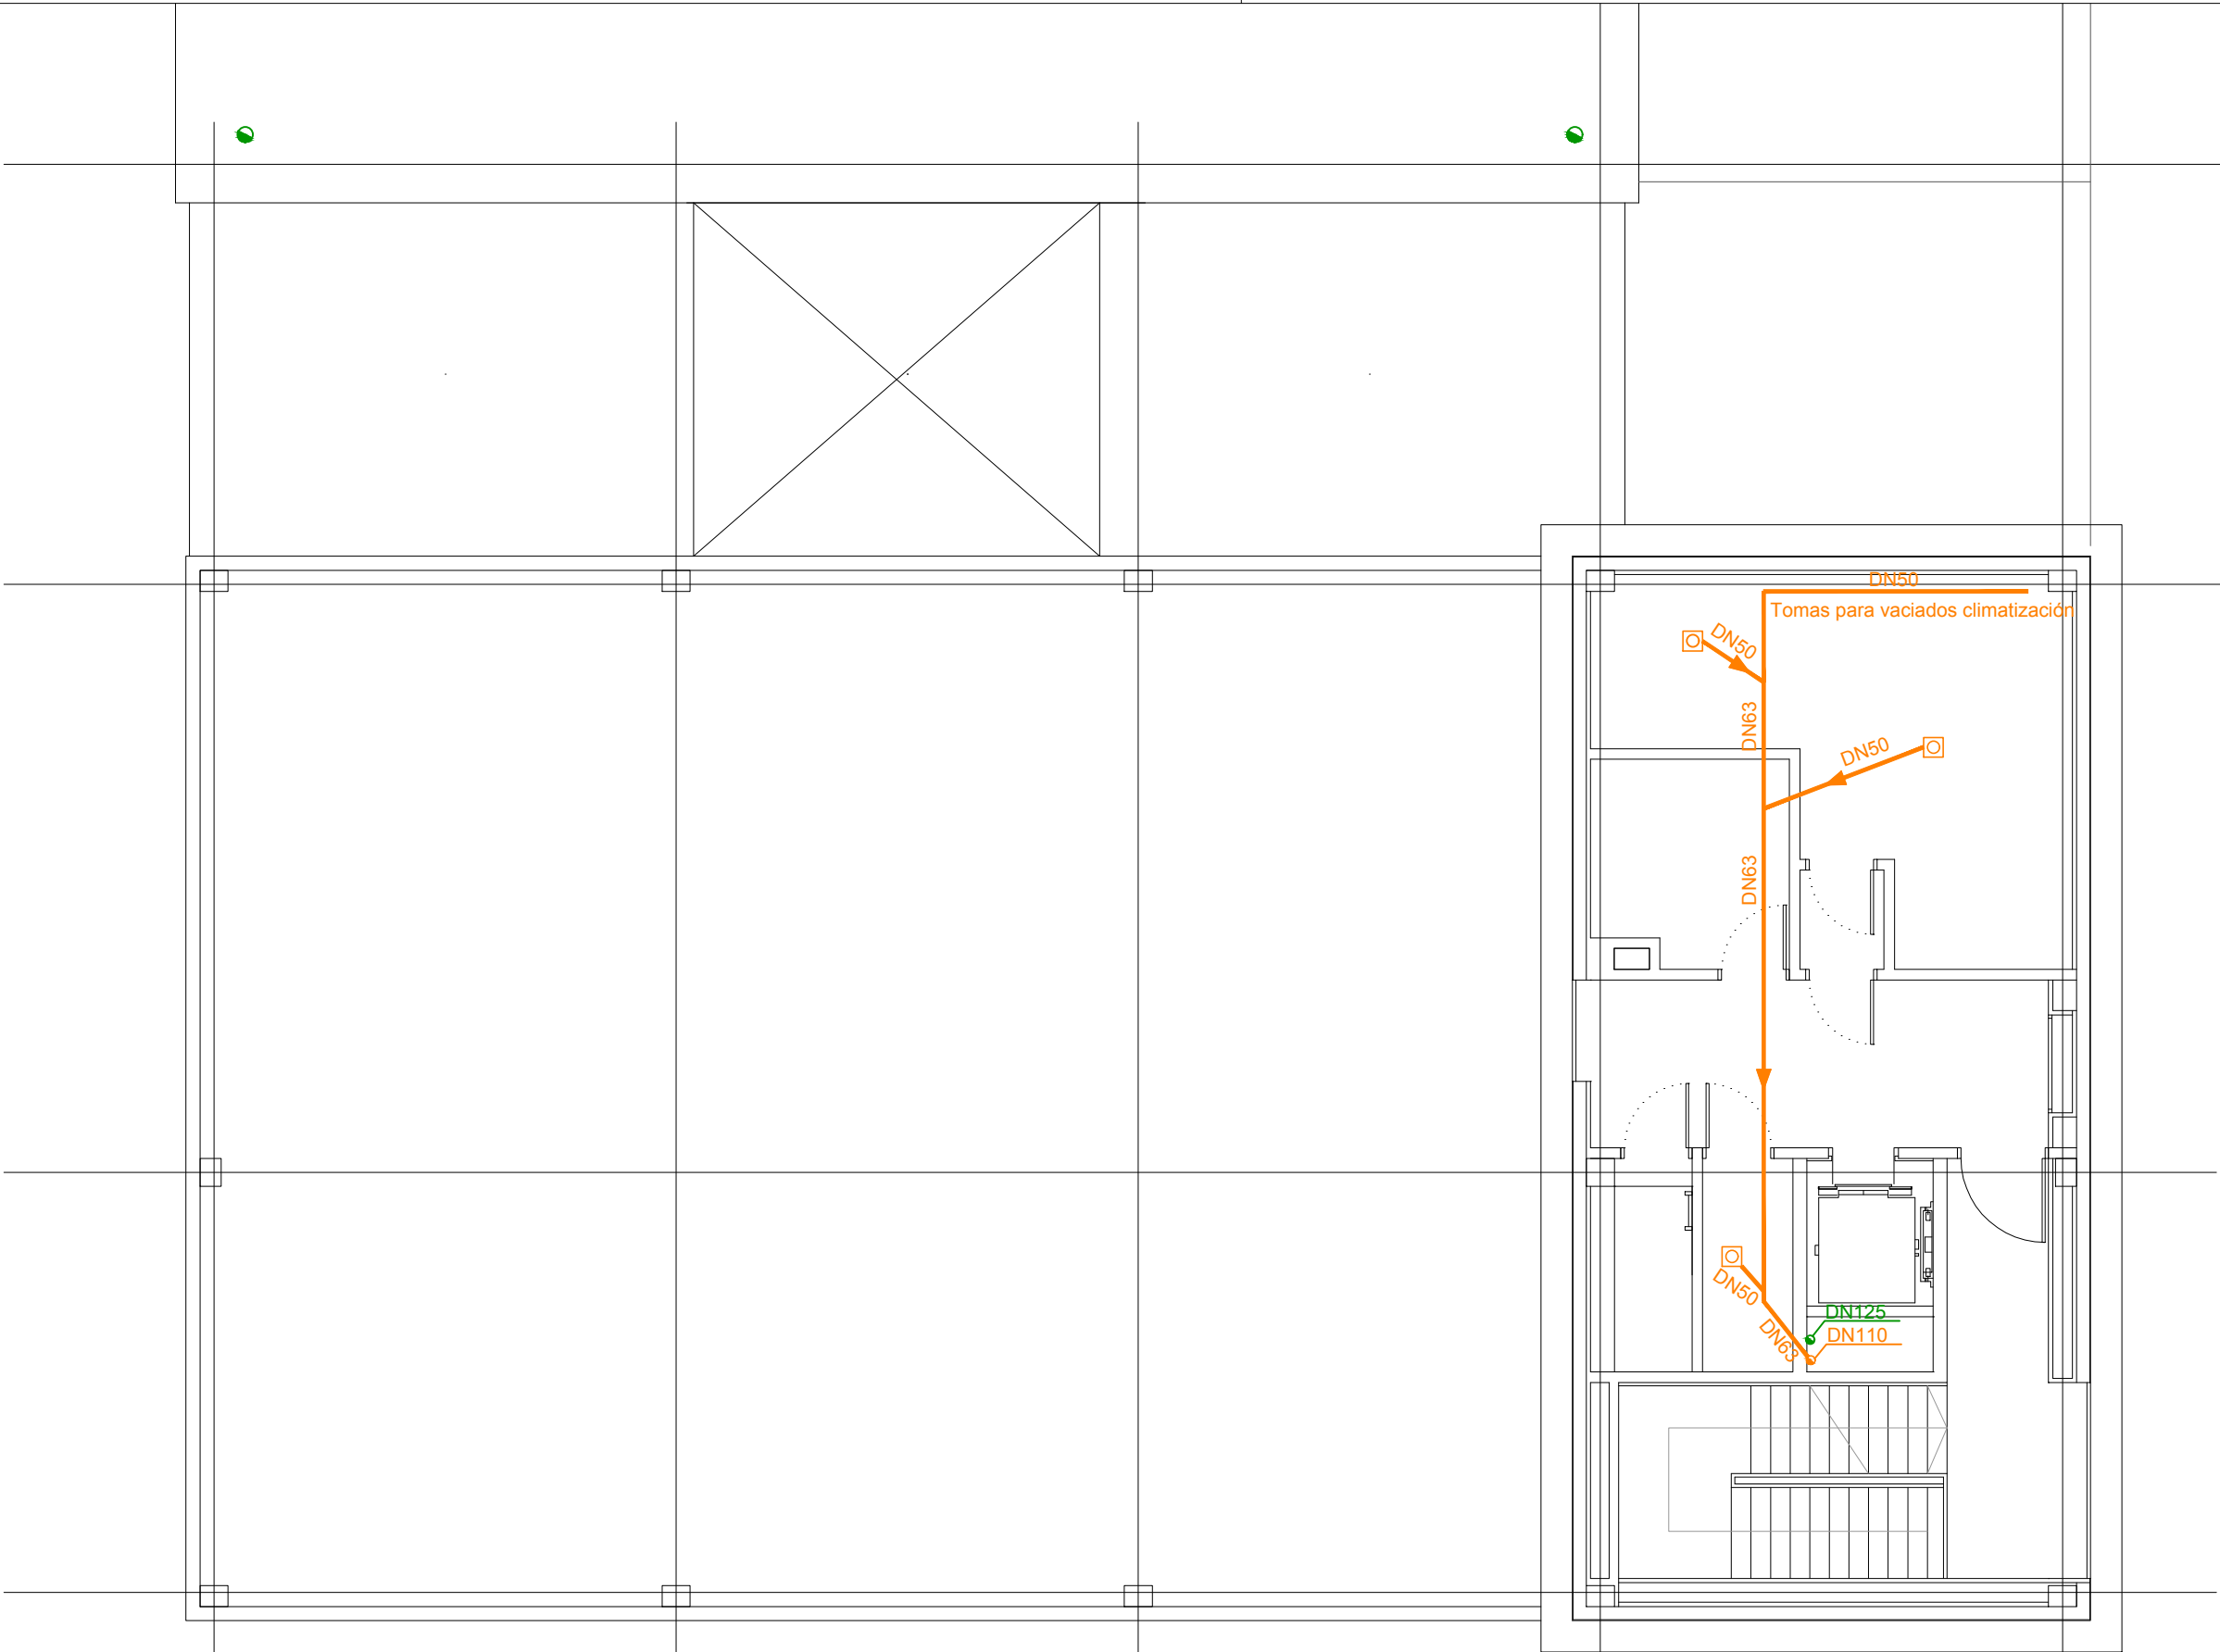 DN50
Tomas para vaciados climatización
DN50
DN63
DN50
DN63
DN50
DN125
DN110
DN63